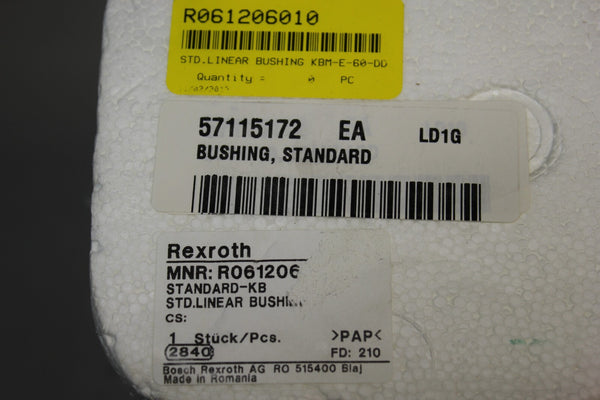 R061206010
STD.LINEAR BUSHING KBM-E-60-DD
Quantity = 0 PC
57115172 EA LD1G
BUSHING, STANDARD
Rexroth
MNR: R061206
STANDARD-KB
STD.LINEAR
CS:
1 Stück/Pcs. >PAP<
2840 FD: 210
Bosch Rexroth AG RO 515400 Blaj
Made in Romania